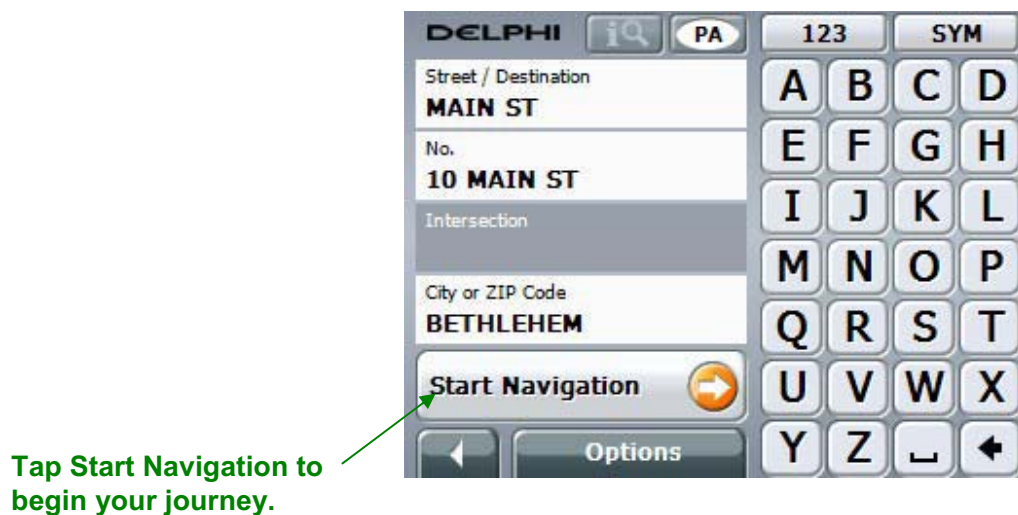 DELPHI iQ PA 123 SYM
Street / Destination
MAIN ST
A B C D
No.
10 MAIN ST
E F G H
Intersection
I J K L
M N O P
City or ZIP Code
BETHLEHEM
Q R S T
Start Navigation
U V W X
Options
Y Z
Tap Start Navigation to
begin your journey.